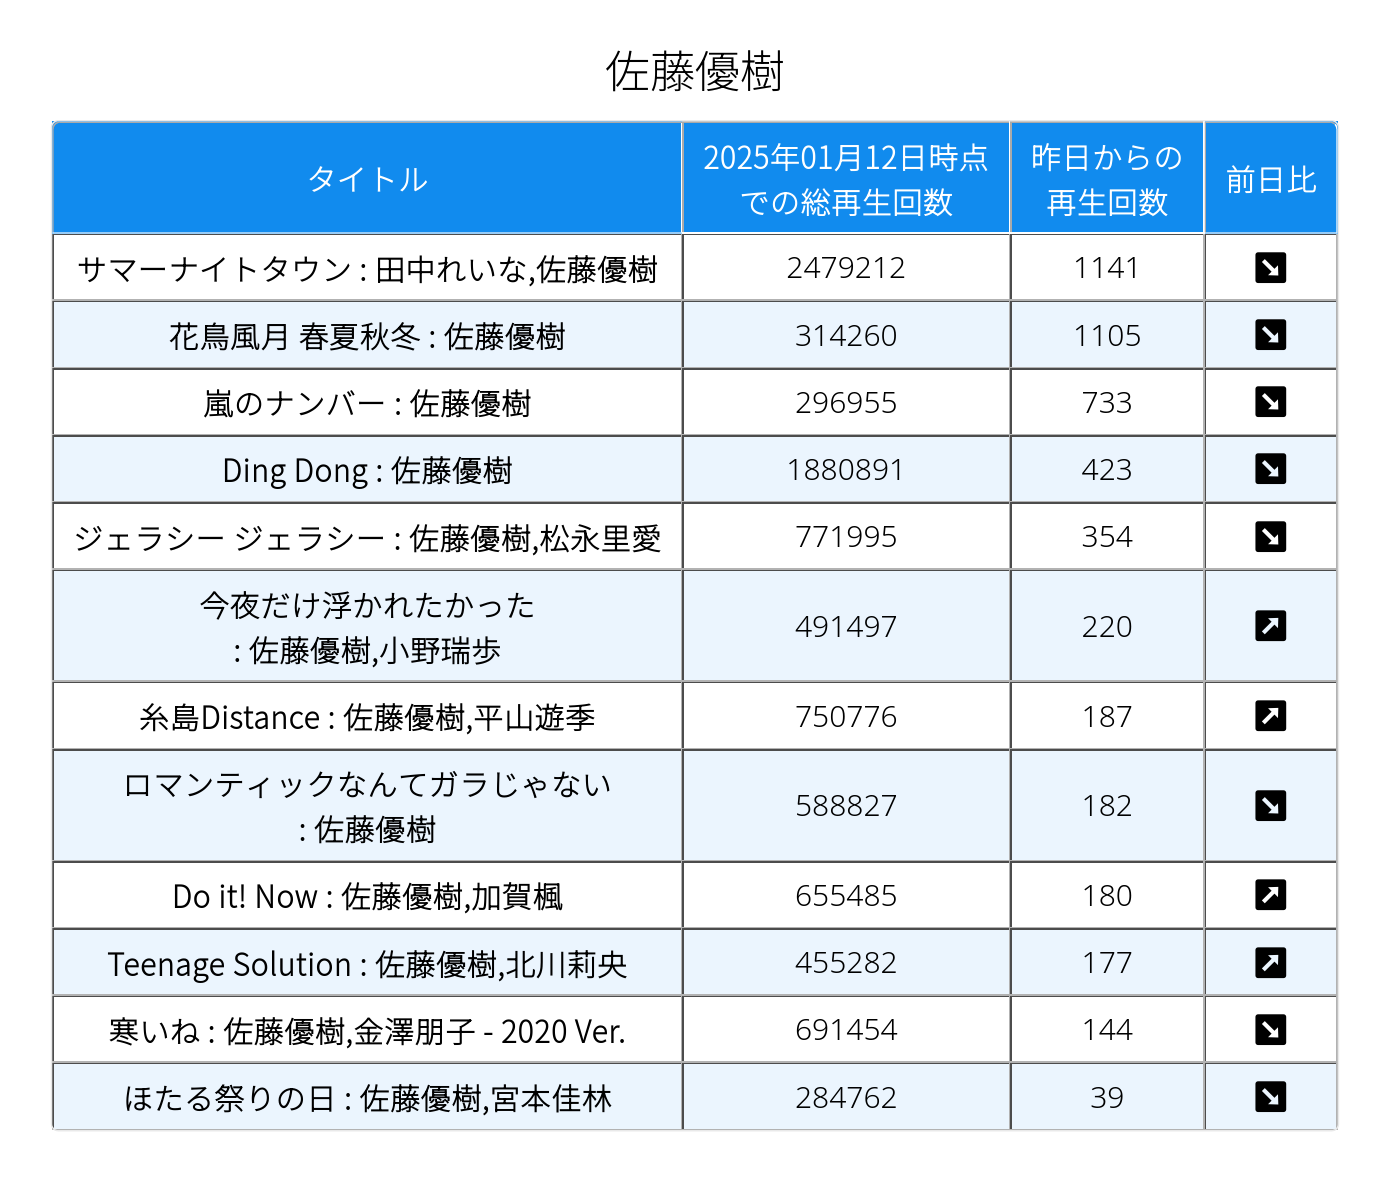 佐藤優樹
タイトル
2025年01月12日時点
での総再生回数
昨日からの
再生回数
前日比
サマーナイトタウン : 田中れいな,佐藤優樹 2479212 1141
花鳥風月 春夏秋冬 : 佐藤優樹 314260 1105
嵐のナンバー : 佐藤優樹 296955 733
Ding Dong : 佐藤優樹 1880891 423
ジェラシー ジェラシー : 佐藤優樹,松永里愛 771995 354
今夜だけ浮かれたかった
: 佐藤優樹,小野瑞歩 491497 220
糸島Distance : 佐藤優樹,平山遊季 750776 187
ロマンティックなんてガラじゃない
: 佐藤優樹 588827 182
Do it! Now : 佐藤優樹,加賀楓 655485 180
Teenage Solution : 佐藤優樹,北川莉央 455282 177
寒いね : 佐藤優樹,金澤朋子 - 2020 Ver. 691454 144
ほたる祭りの日 : 佐藤優樹,宮本佳林 284762 39